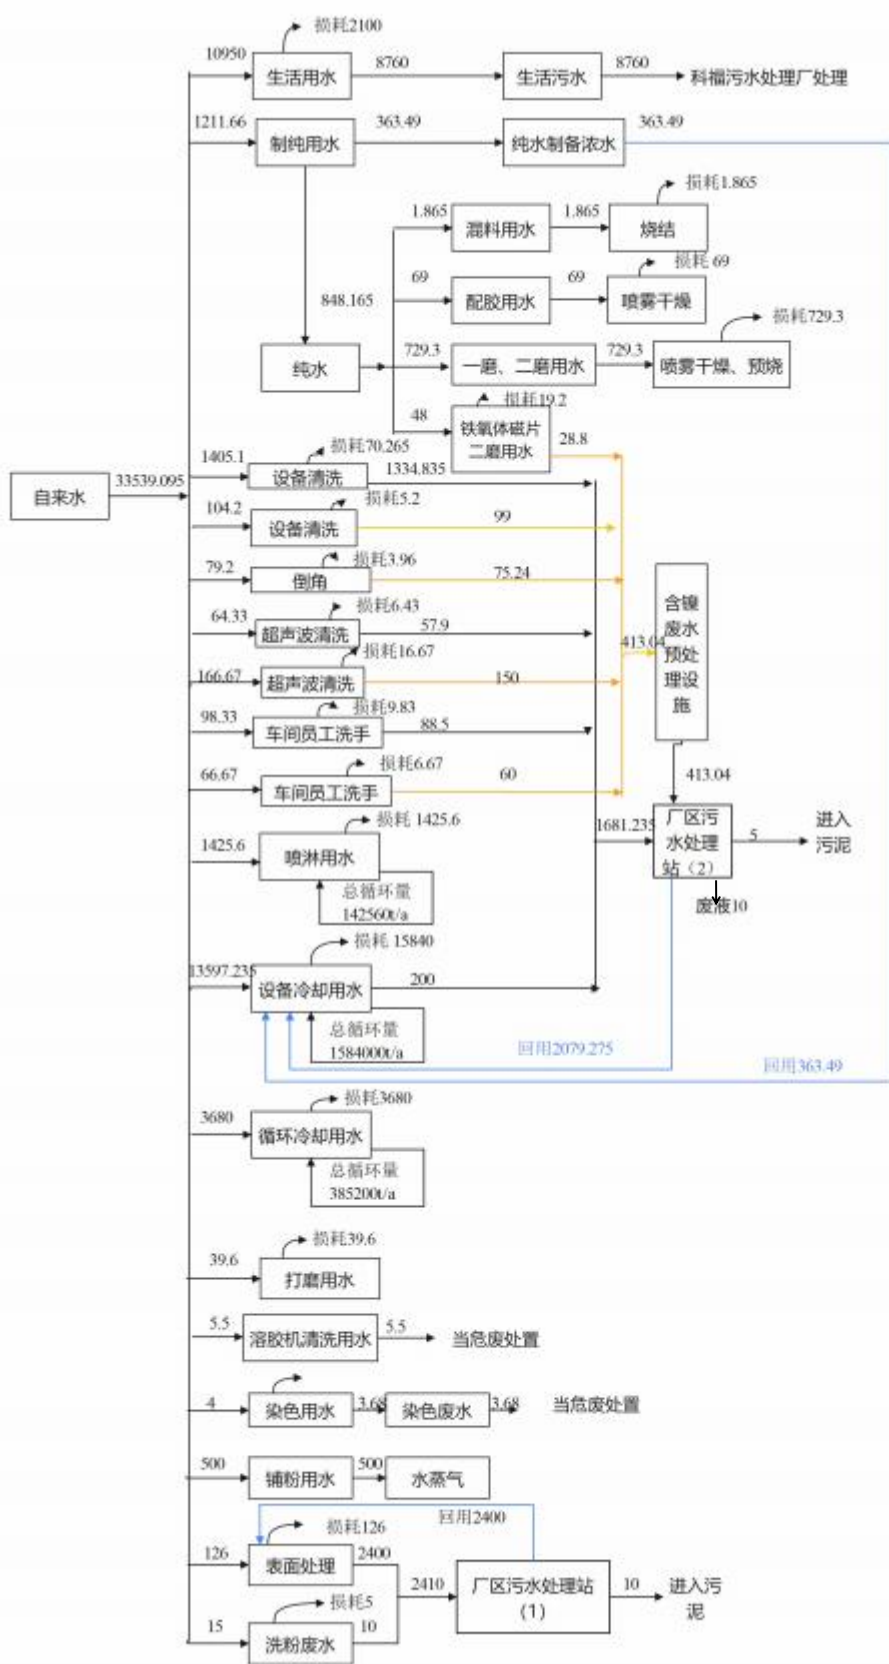 损耗2100
10950
生活用水
8760
生活污水
8760
科福污水处理厂处理
1211.66
制纯用水
363.49
纯水制备浓水
363.49
损耗1.865
1.865
混料用水
1.865
烧结
损耗 69
69
配胶用水
69
喷雾干燥
848.165
损耗729.3
纯水
729.3
一磨、二磨用水
729.3
喷雾干燥、预烧
损耗19.2
48
铁氧体磁片
二磨用水
28.8
自来水
33539.095
损耗70.265
1405.1
设备清洗
1334.835
损耗5.2
104.2
设备清洗
99
损耗3.96
79.2
倒角
75.24
损耗6.43
64.33
超声波清洗
57.9
损耗16.67
166.67
超声波清洗
150
损耗9.83
98.33
车间员工洗手
88.5
损耗6.67
66.67
车间员工洗手
60
413.04
含镍
废水
预处
理设
施
413.04
损耗 1425.6
1425.6
喷淋用水
总循环量
142560t/a
1681.235
厂区污
水处理
站（2）
5
进入
污泥
废液10
损耗 15840
13597.235
设备冷却用水
200
总循环量
1584000t/a
回用2079.275
回用363.49
损耗3680
3680
循环冷却用水
总循环量
385200t/a
损耗39.6
39.6
打磨用水
5.5
溶胶机清洗用水
5.5
当危废处置
4
染色用水
3.68
染色废水
3.68
当危废处置
500
铺粉用水
500
水蒸气
回用2400
损耗126
126
表面处理
2400
2410
厂区污水处理站
（1）
10
进入污
泥
损耗5
15
洗粉废水
10